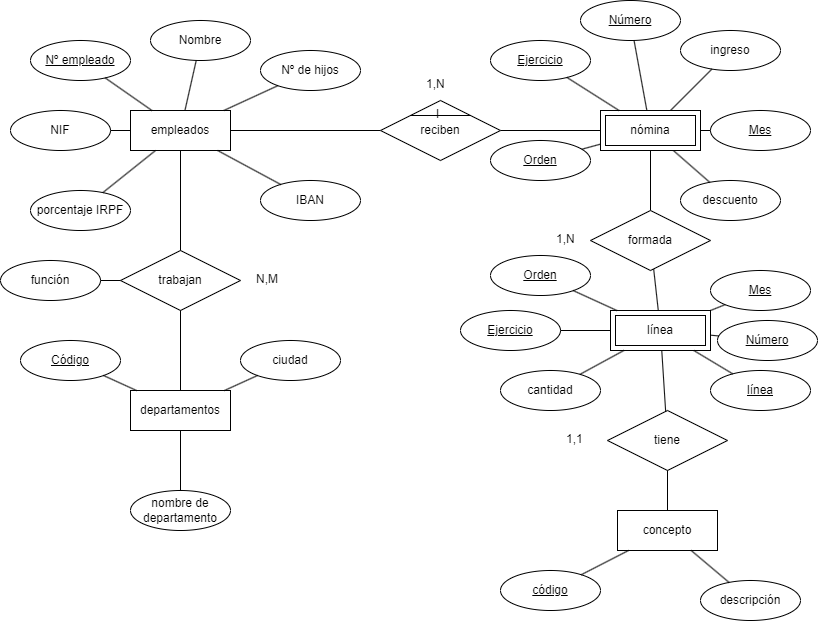 Número
Nombre
Nº empleado
Ejercicio
ingreso
Nº de hijos
1,N
I
NIF
empleados
recíben
nómina
Mes
Orden
porcentaje IRPF
IBAN
descuento
1,N
formada
función
trabajan
N,M
Orden
Mes
Ejercicio
línea
Número
Código
ciudad
cantidad
línea
departamentos
1,1
tiene
nombre de
departamento
concepto
código
descripción